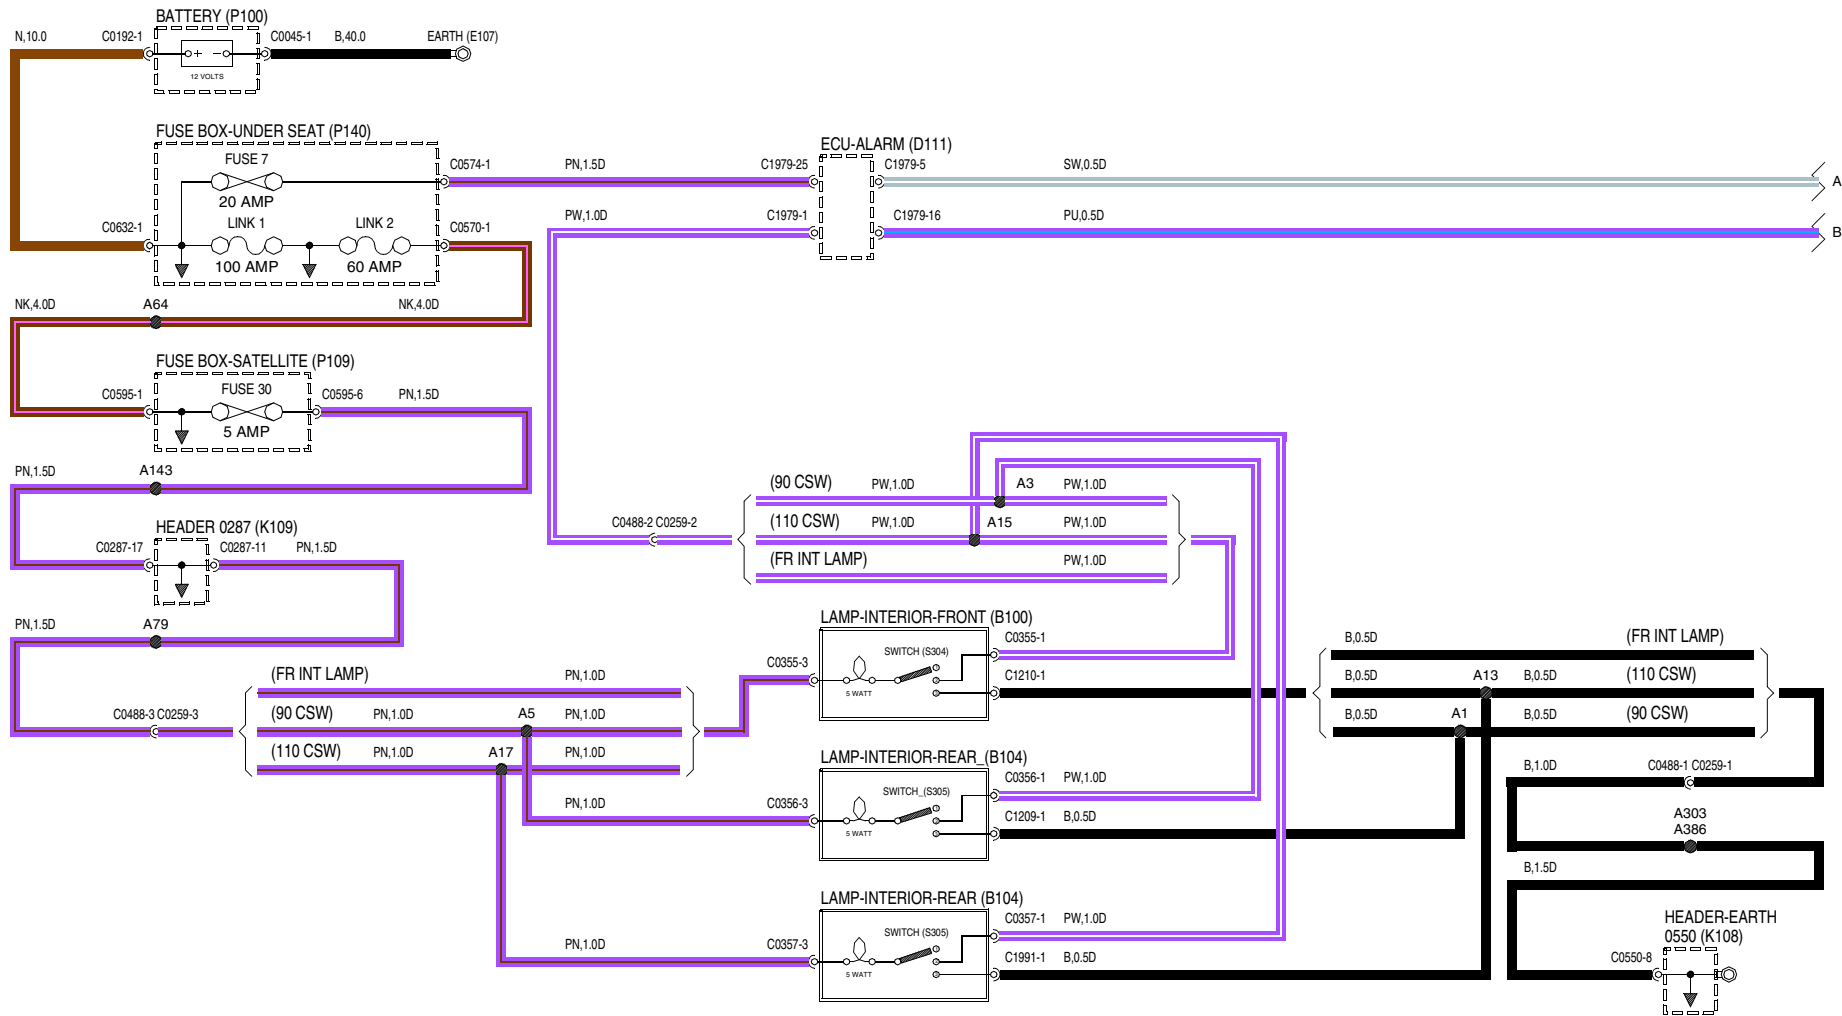 BATTERY (P100)
N,10.0
C0192-1
C0045-1
B,40.0
EARTH (E107)
+ −
12 VOLTS
FUSE BOX-UNDER SEAT (P140)
FUSE 7
20 AMP
C0574-1
PN,1.5D
C1979-25
ECU-ALARM (D111)
C1979-5
SW,0.5D
A
C0632-1
LINK 1
100 AMP
LINK 2
60 AMP
C0570-1
PW,1.0D
C1979-1
C1979-16
PU,0.5D
B
NK,4.0D
A64
NK,4.0D
FUSE BOX-SATELLITE (P109)
C0595-1
FUSE 30
5 AMP
C0595-6
PN,1.5D
PN,1.5D
A143
HEADER 0287 (K109)
C0287-17
C0287-11
PN,1.5D
PN,1.5D
A79
C0488-2 C0259-2
(90 CSW)
PW,1.0D
A3
PW,1.0D
(110 CSW)
PW,1.0D
A15
PW,1.0D
(FR INT LAMP)
PW,1.0D
C0488-3 C0259-3
(FR INT LAMP)
PN,1.0D
(90 CSW)
PN,1.0D
A5
PN,1.0D
(110 CSW)
PN,1.0D
A17
PN,1.0D
LAMP-INTERIOR-FRONT (B100)
C0355-3
SWITCH (S304)
5 WATT
1
2
3
C0355-1
C1210-1
B,0.5D
(FR INT LAMP)
B,0.5D
A13
B,0.5D
(110 CSW)
B,0.5D
A1
B,0.5D
(90 CSW)
LAMP-INTERIOR-REAR_(B104)
PN,1.0D
C0356-3
SWITCH_(S305)
5 WATT
1
2
3
C0356-1
PW,1.0D
C1209-1
B,0.5D
B,1.0D
C0488-1 C0259-1
A303
A386
B,1.5D
LAMP-INTERIOR-REAR (B104)
PN,1.0D
C0357-3
SWITCH (S305)
5 WATT
1
2
3
C0357-1
PW,1.0D
C1991-1
B,0.5D
HEADER-EARTH
0550 (K108)
C0550-8